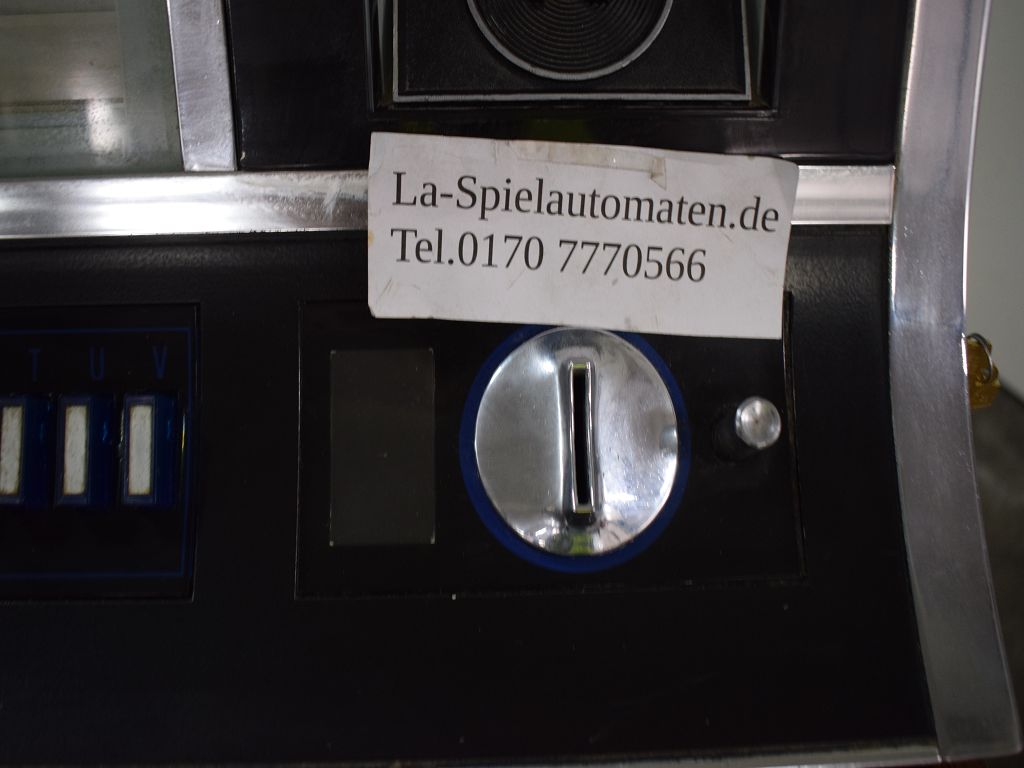 La-Spielautomaten.de
Tel.0170 7770566
T U V